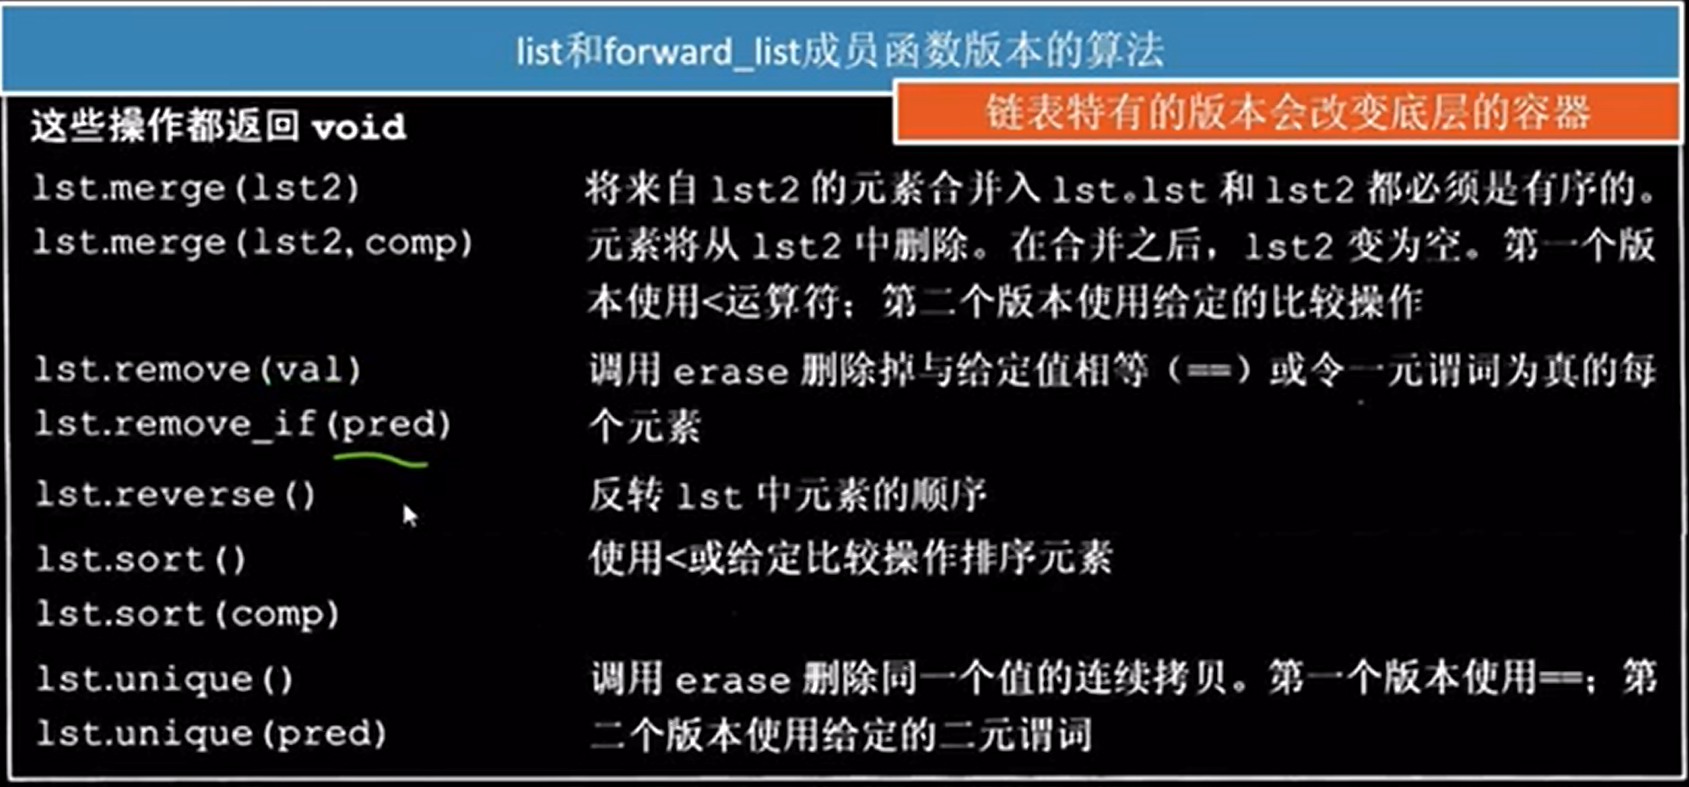 list和forward_list成员函数版本的算法
链表特有的版本会改变底层的容器
这些操作都返回 void
lst.merge(lst2) 将来自 lst2 的元素合并入 lst。lst 和 lst2 都必须是有序的。
lst.merge(lst2, comp) 元素将从 lst2 中删除。在合并之后，lst2 变为空。第一个版
本使用<运算符；第二个版本使用给定的比较操作
lst.remove(val) 调用 erase 删除掉与给定值相等（==）或令一元谓词为真的每
lst.remove_if(pred) 个元素
lst.reverse() 反转 lst 中元素的顺序
lst.sort() 使用<或给定比较操作排序元素
lst.sort(comp)
lst.unique() 调用 erase 删除同一个值的连续拷贝。第一个版本使用==；第
lst.unique(pred) 二个版本使用给定的二元谓词